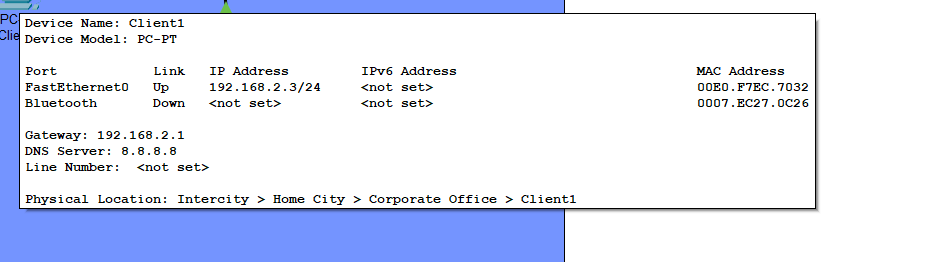 PC
Clie
Device Name: Client1
Device Model: PC-PT
Port Link IP Address IPv6 Address MAC Address
FastEthernet0 Up 192.168.2.3/24 <not set> 00E0.F7EC.7032
Bluetooth Down <not set> <not set> 0007.EC27.0C26
Gateway: 192.168.2.1
DNS Server: 8.8.8.8
Line Number: <not set>
Physical Location: Intercity > Home City > Corporate Office > Client1